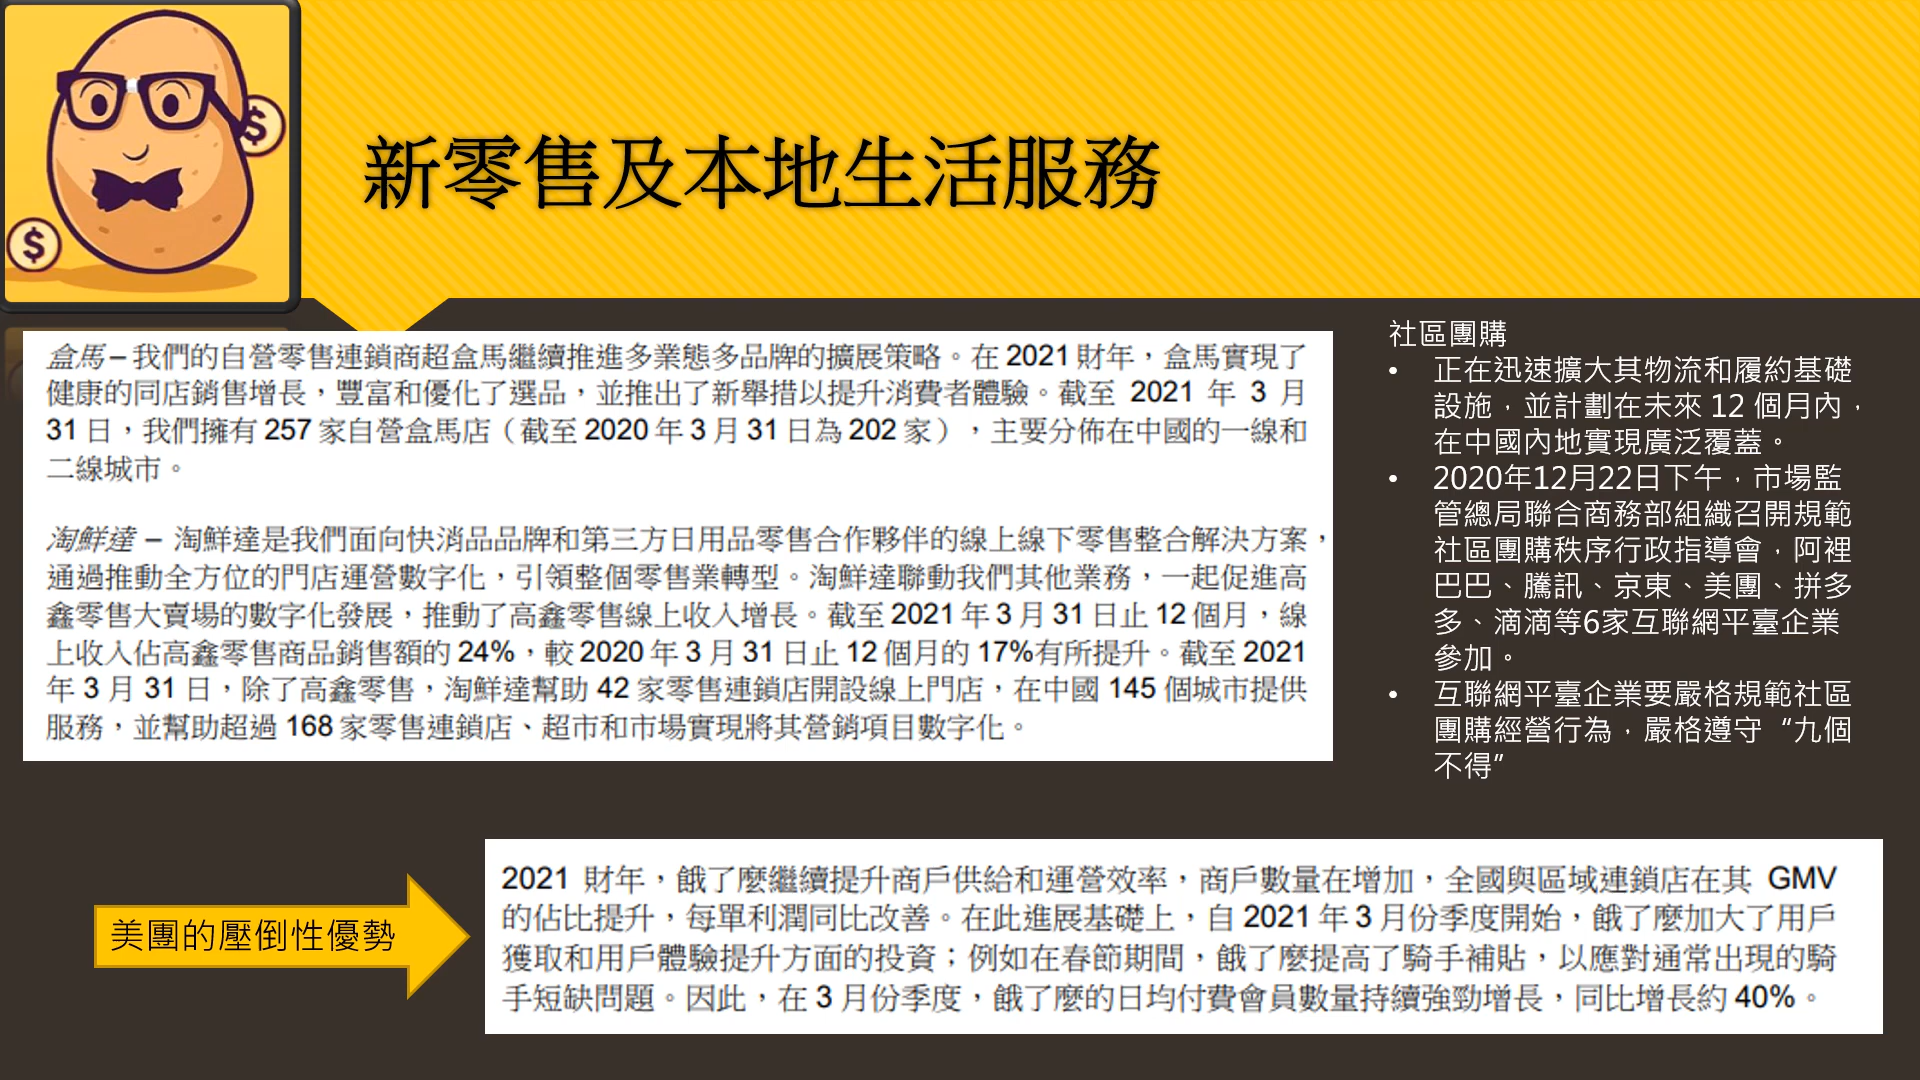 $
$
新零售及本地生活服務
盒馬 – 我們的自營零售連鎖商超盒馬繼續推進多業態多品牌的擴展策略。在 2021 財年，盒馬實現了
健康的同店銷售增長，豐富和優化了選品，並推出了新舉措以提升消費者體驗。截至 2021 年 3 月
31 日，我們擁有 257 家自營盒馬店（截至 2020 年 3 月 31 日為 202 家），主要分佈在中國的一線和
二線城市。
淘鮮達 – 淘鮮達是我們面向快消品品牌和第三方日用品零售合作夥伴的線上線下零售整合解決方案，
通過推動全方位的門店運營數字化，引領整個零售業轉型。淘鮮達聯動我們其他業務，一起促進高
鑫零售大賣場的數字化發展，推動了高鑫零售線上收入增長。截至 2021 年 3 月 31 日止 12 個月，線
上收入佔高鑫零售商品銷售額的 24%，較 2020 年 3 月 31 日止 12 個月的 17%有所提升。截至 2021
年 3 月 31 日，除了高鑫零售，淘鮮達幫助 42 家零售連鎖店開設線上門店，在中國 145 個城市提供
服務，並幫助超過 168 家零售連鎖店、超市和市場實現將其營銷項目數字化。
社區團購
• 正在迅速擴大其物流和履約基礎
設施，並計劃在未來 12 個月內，
在中國內地實現廣泛覆蓋。
• 2020年12月22日下午，市場監
管總局聯合商務部組織召開規範
社區團購秩序行政指導會，阿裡
巴巴、騰訊、京東、美團、拼多
多、滴滴等6家互聯網平臺企業
參加。
• 互聯網平臺企業要嚴格規範社區
團購經營行為，嚴格遵守“九個
不得”
美團的壓倒性優勢
2021 財年，餓了麼繼續提升商戶供給和運營效率，商戶數量在增加，全國與區域連鎖店在其 GMV
的佔比提升，每單利潤同比改善。在此進展基礎上，自 2021 年 3 月份季度開始，餓了麼加大了用戶
獲取和用戶體驗提升方面的投資；例如在春節期間，餓了麼提高了騎手補貼，以應對通常出現的騎
手短缺問題。因此，在 3 月份季度，餓了麼的日均付費會員數量持續強勁增長，同比增長約 40%。